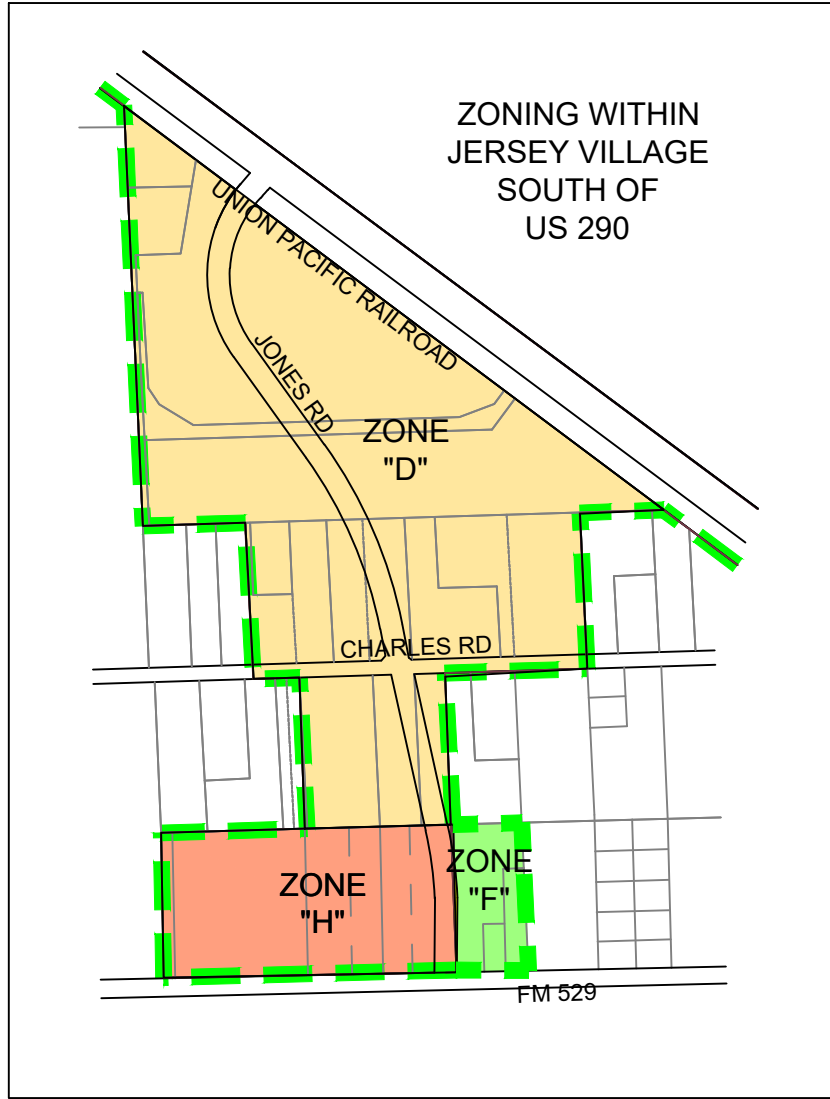 ZONING WITHIN
JERSEY VILLAGE
SOUTH OF
US 290
UNION PACIFIC RAILROAD
JONES RD
ZONE
"D"
CHARLES RD
ZONE
"H"
ZONE
"F"
FM 529